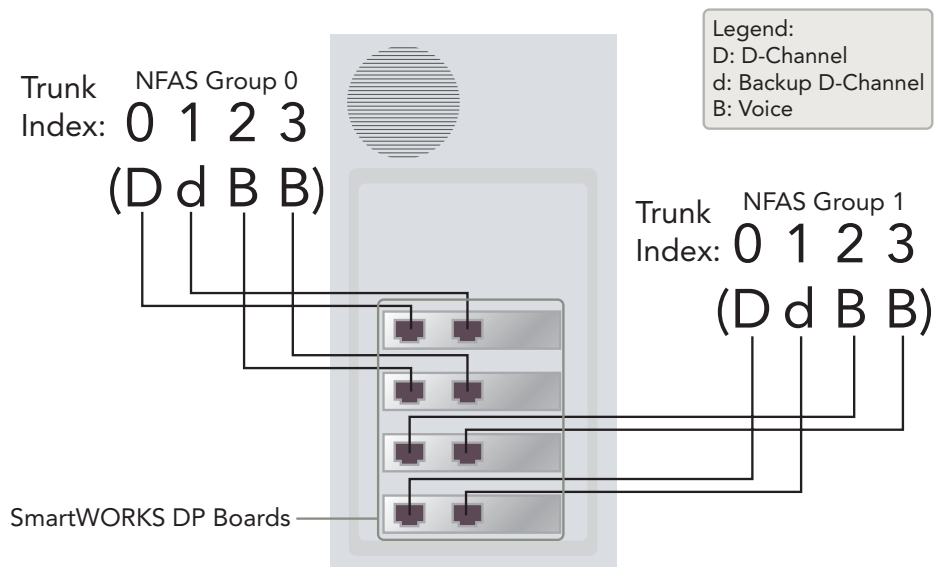 Legend:
D: D-Channel
d: Backup D-Channel
B: Voice
NFAS Group 0
Trunk
Index: 0 1 2 3
(D d B B)
NFAS Group 1
Trunk
Index: 0 1 2 3
(D d B B)
SmartWORKS DP Boards